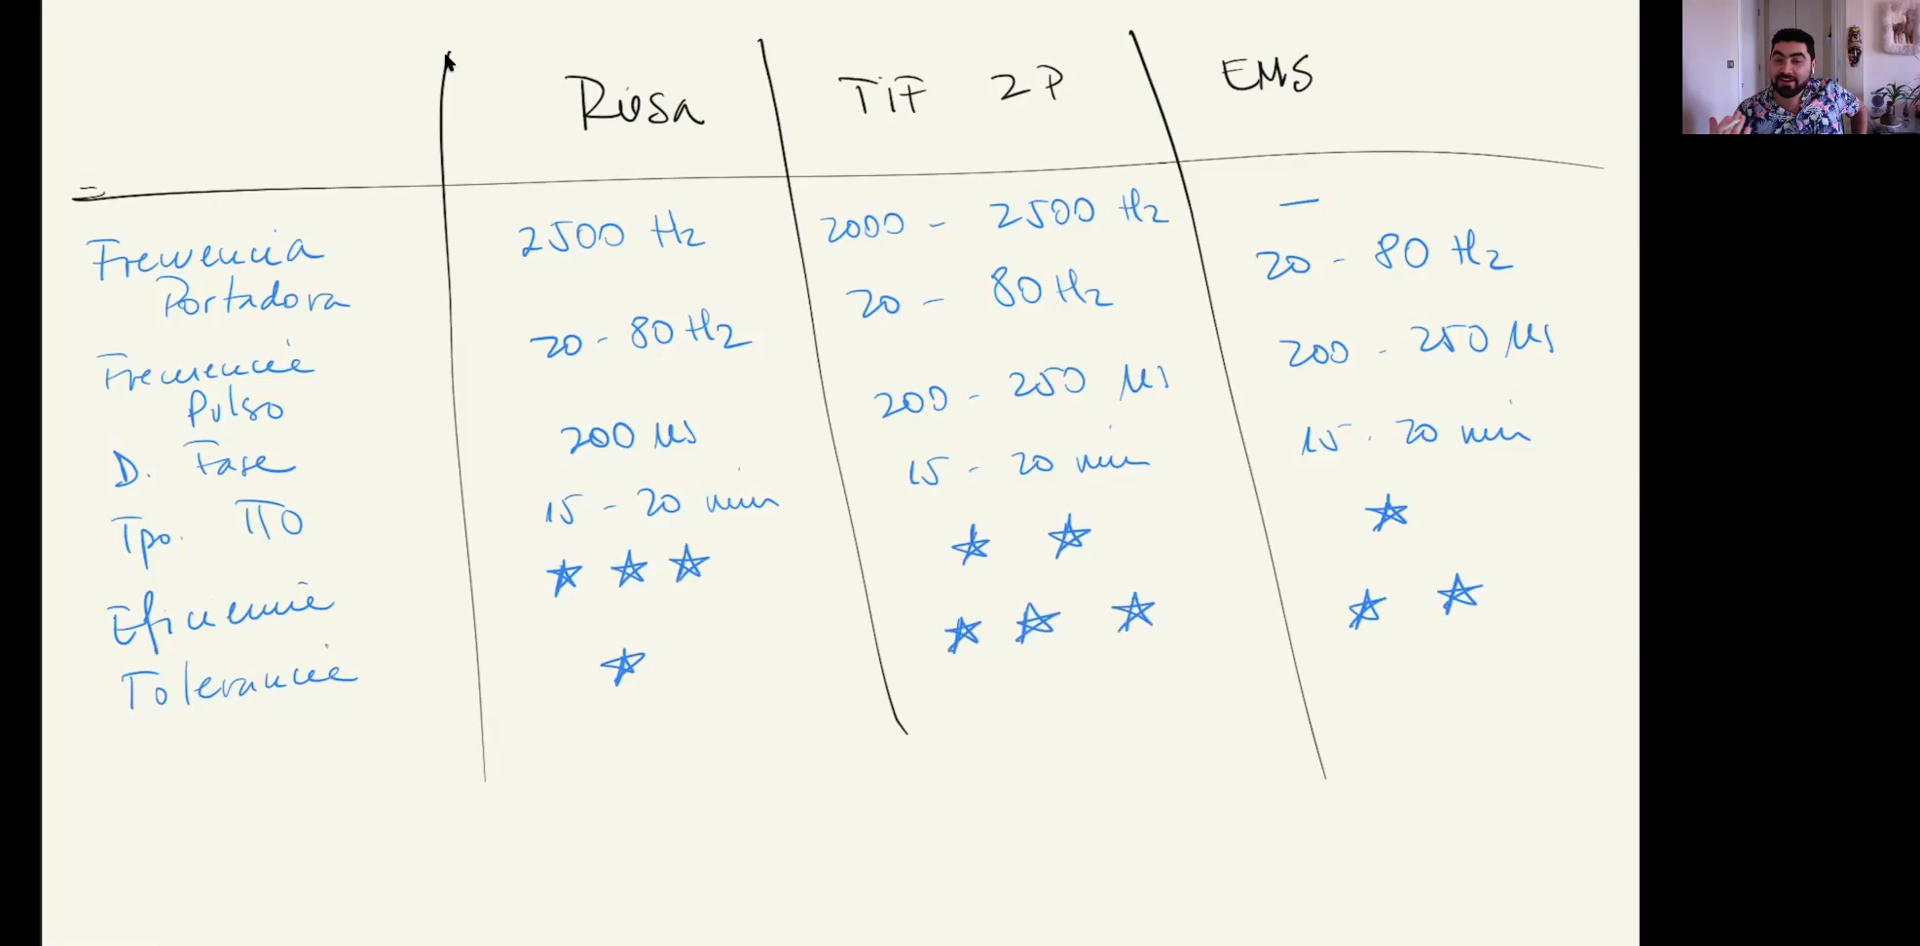 Rusa
TIF 2P
EMS
Frecuencia Portadora
2500 Hz
2000 - 2500 Hz
—
Frecuencia Pulso
20 - 80 Hz
20 - 80 Hz
20 - 80 Hz
D. Fase
200 µs
200 - 250 µs
200 - 250 µs
Tpo. TTO
15 - 20 min
15 - 20 min
15 - 20 min
Eficiencia
Tolerancia